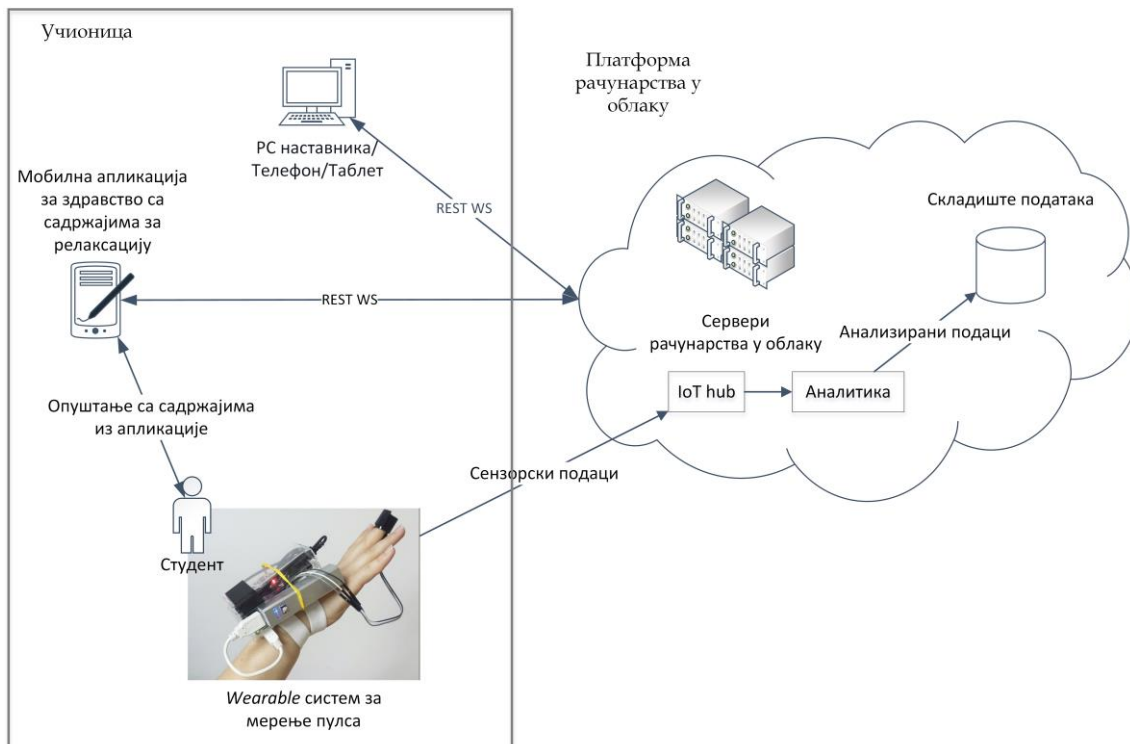 Учионица
Платформа
рачунарства у
облаку
РС наставника/
Телефон/Таблет
Мобилна апликација
за здравство са
садржајима за
релаксацију
REST WS
REST WS
Складиште података
Сервери
рачунарства у облаку
Анализирани подаци
IoT hub
Аналитика
Опуштање са садржајима
из апликације
Сензорски подаци
Студент
Wearable систем за
мерење пулса